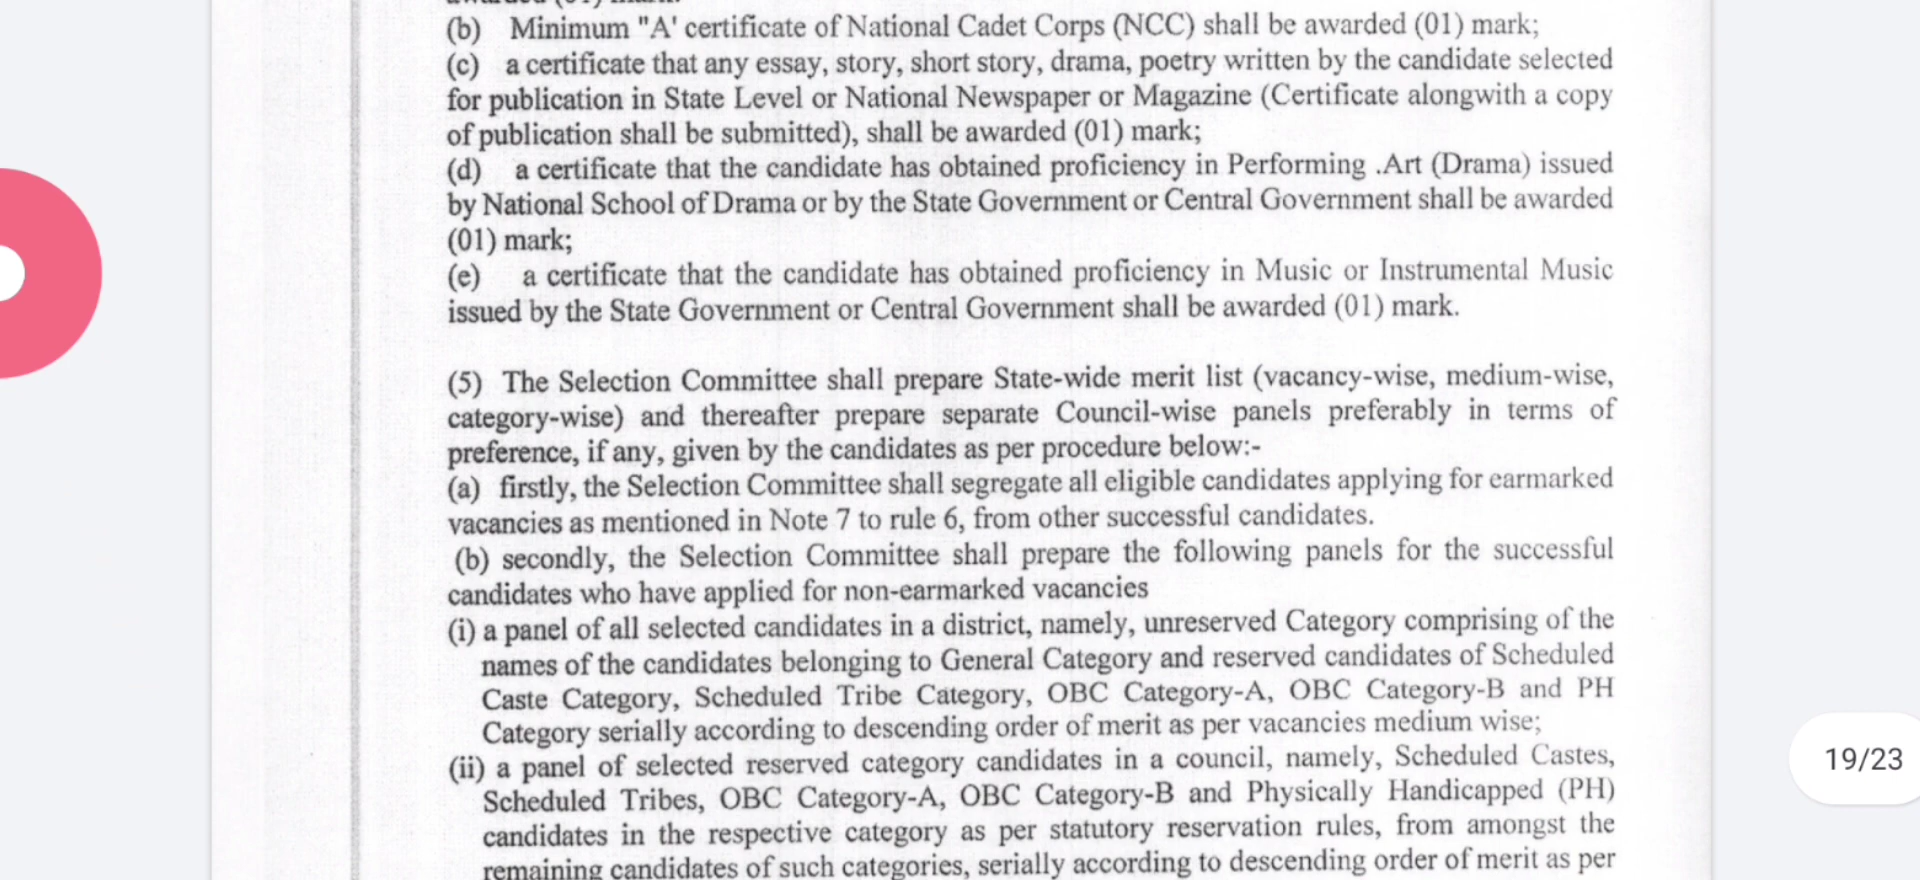 (b) Minimum "A' certificate of National Cadet Corps (NCC) shall be awarded (01) mark;
(c) a certificate that any essay, story, short story, drama, poetry written by the candidate selected
for publication in State Level or National Newspaper or Magazine (Certificate alongwith a copy
of publication shall be submitted), shall be awarded (01) mark;
(d) a certificate that the candidate has obtained proficiency in Performing .Art (Drama) issued
by National School of Drama or by the State Government or Central Government shall be awarded
(01) mark;
(e) a certificate that the candidate has obtained proficiency in Music or Instrumental Music
issued by the State Government or Central Government shall be awarded (01) mark.
(5) The Selection Committee shall prepare State-wide merit list (vacancy-wise, medium-wise,
category-wise) and thereafter prepare separate Council-wise panels preferably in terms of
preference, if any, given by the candidates as per procedure below:-
(a) firstly, the Selection Committee shall segregate all eligible candidates applying for earmarked
vacancies as mentioned in Note 7 to rule 6, from other successful candidates.
(b) secondly, the Selection Committee shall prepare the following panels for the successful
candidates who have applied for non-earmarked vacancies
(i) a panel of all selected candidates in a district, namely, unreserved Category comprising of the
names of the candidates belonging to General Category and reserved candidates of Scheduled
Caste Category, Scheduled Tribe Category, OBC Category-A, OBC Category-B and PH
Category serially according to descending order of merit as per vacancies medium wise;
(ii) a panel of selected reserved category candidates in a council, namely, Scheduled Castes,
Scheduled Tribes, OBC Category-A, OBC Category-B and Physically Handicapped (PH)
candidates in the respective category as per statutory reservation rules, from amongst the
remaining candidates of such categories, serially according to descending order of merit as per
19/23